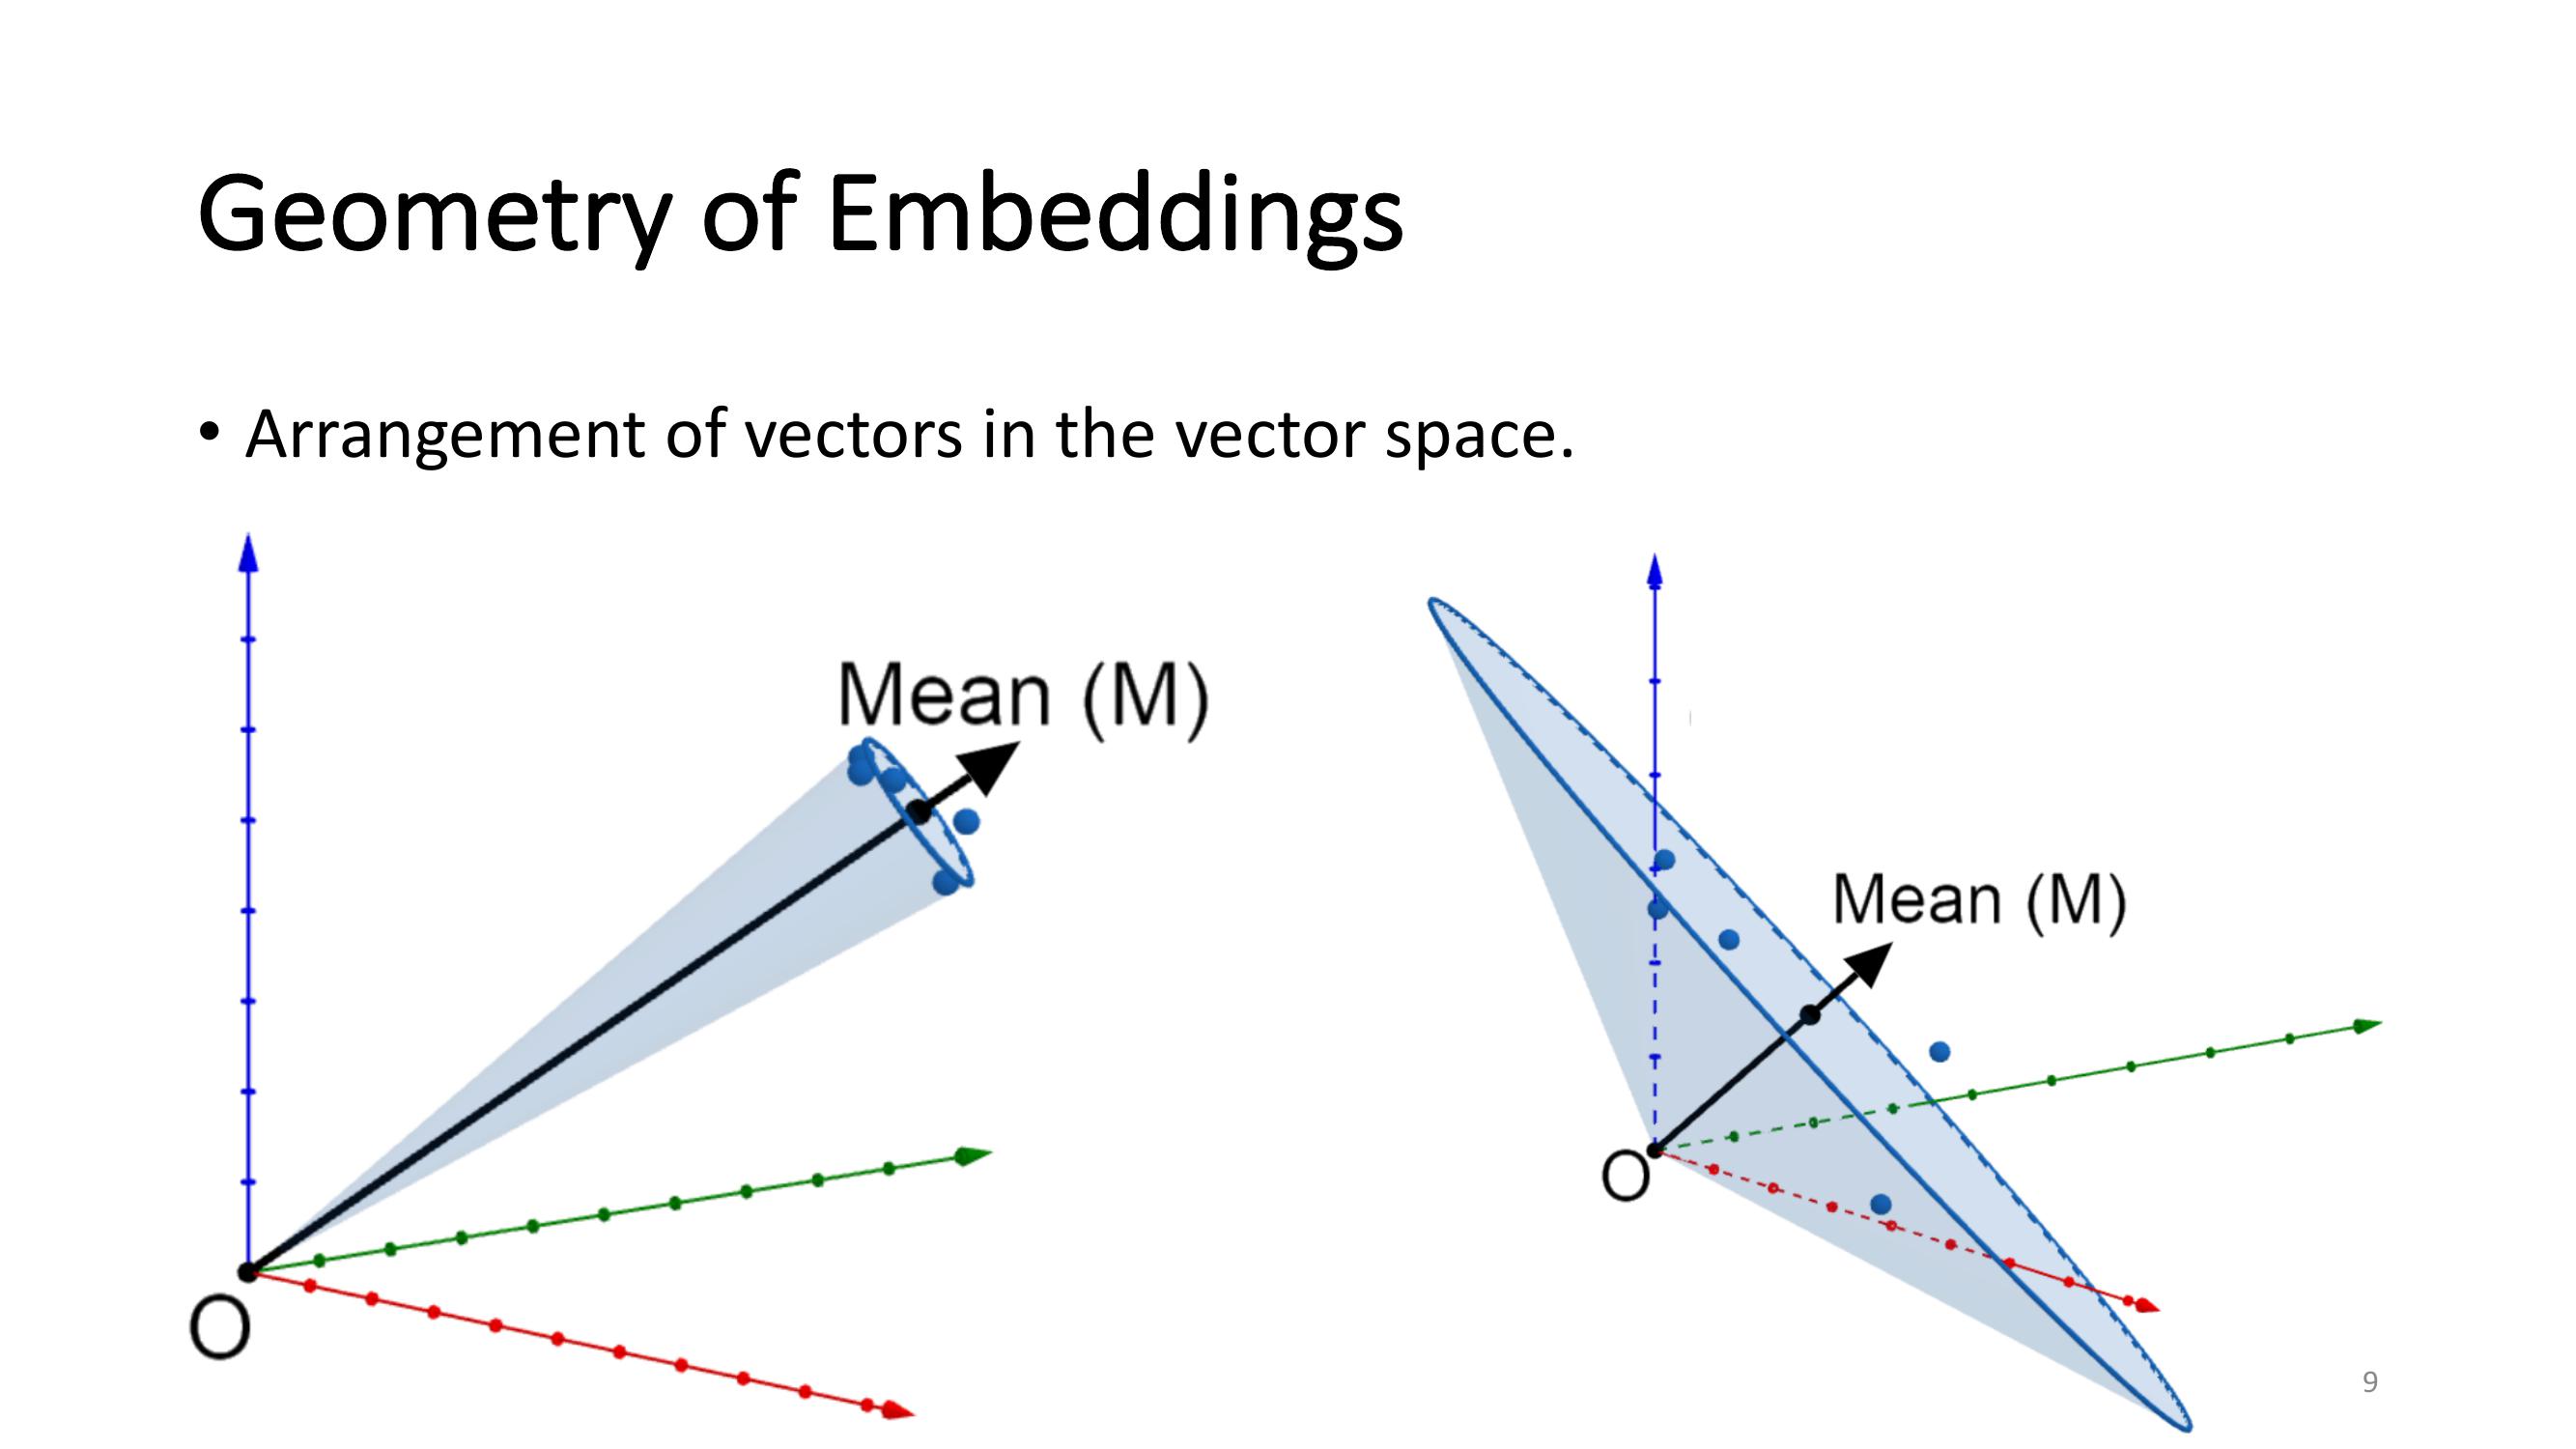 Geometry of Embeddings
• Arrangement of vectors in the vector space.
Mean (M)
O
Mean (M)
O
9